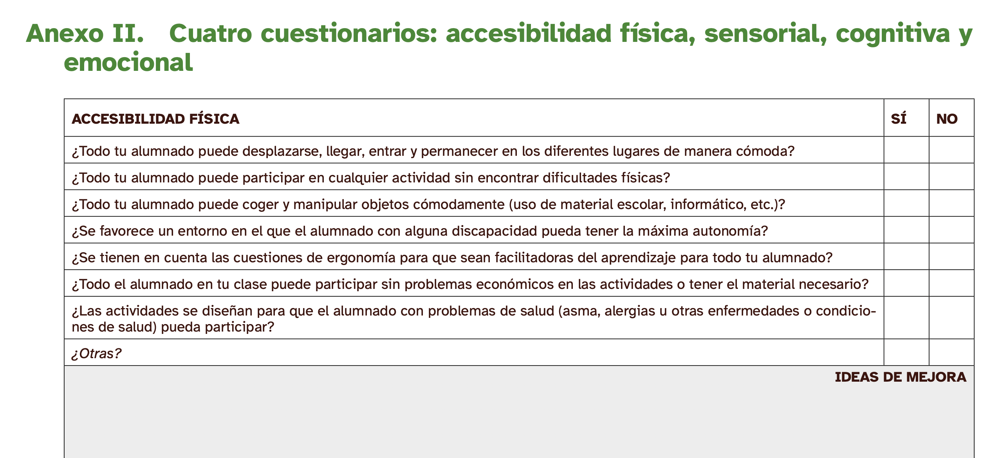 Anexo II. Cuatro cuestionarios: accesibilidad física, sensorial, cognitiva y
emocional
ACCESIBILIDAD FÍSICA SÍ NO
¿Todo tu alumnado puede desplazarse, llegar, entrar y permanecer en los diferentes lugares de manera cómoda?
¿Todo tu alumnado puede participar en cualquier actividad sin encontrar dificultades físicas?
¿Todo tu alumnado puede coger y manipular objetos cómodamente (uso de material escolar, informático, etc.)?
¿Se favorece un entorno en el que el alumnado con alguna discapacidad pueda tener la máxima autonomía?
¿Se tienen en cuenta las cuestiones de ergonomía para que sean facilitadoras del aprendizaje para todo tu alumnado?
¿Todo el alumnado en tu clase puede participar sin problemas económicos en las actividades o tener el material necesario?
¿Las actividades se diseñan para que el alumnado con problemas de salud (asma, alergias u otras enfermedades o condicio-
nes de salud) pueda participar?
¿Otras?
IDEAS DE MEJORA